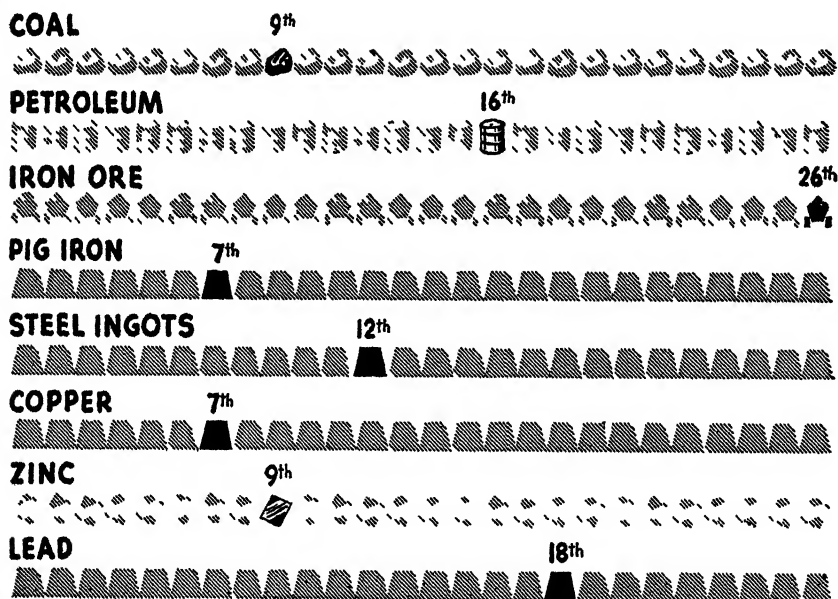 COAL 9th
PETROLEUM 16th
IRON ORE 26th
PIG IRON 7th
STEEL INGOTS 12th
COPPER 7th
ZINC 9th
LEAD 18th